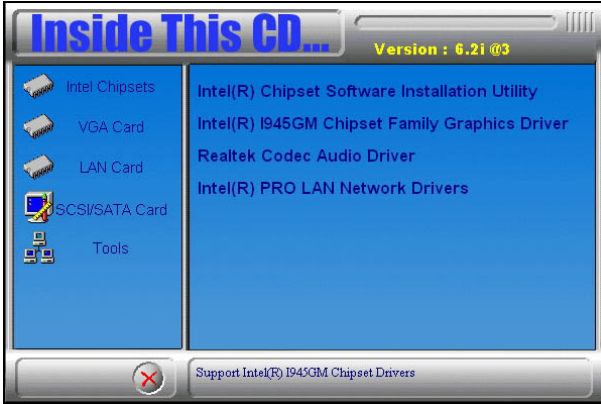 Inside This CD...
Version : 6.2i @3
Intel Chipsets
VGA Card
LAN Card
SCSI/SATA Card
Tools
Intel(R) Chipset Software Installation Utility
Intel(R) I945GM Chipset Family Graphics Driver
Realtek Codec Audio Driver
Intel(R) PRO LAN Network Drivers
Support Intel(R) I945GM Chipset Drivers